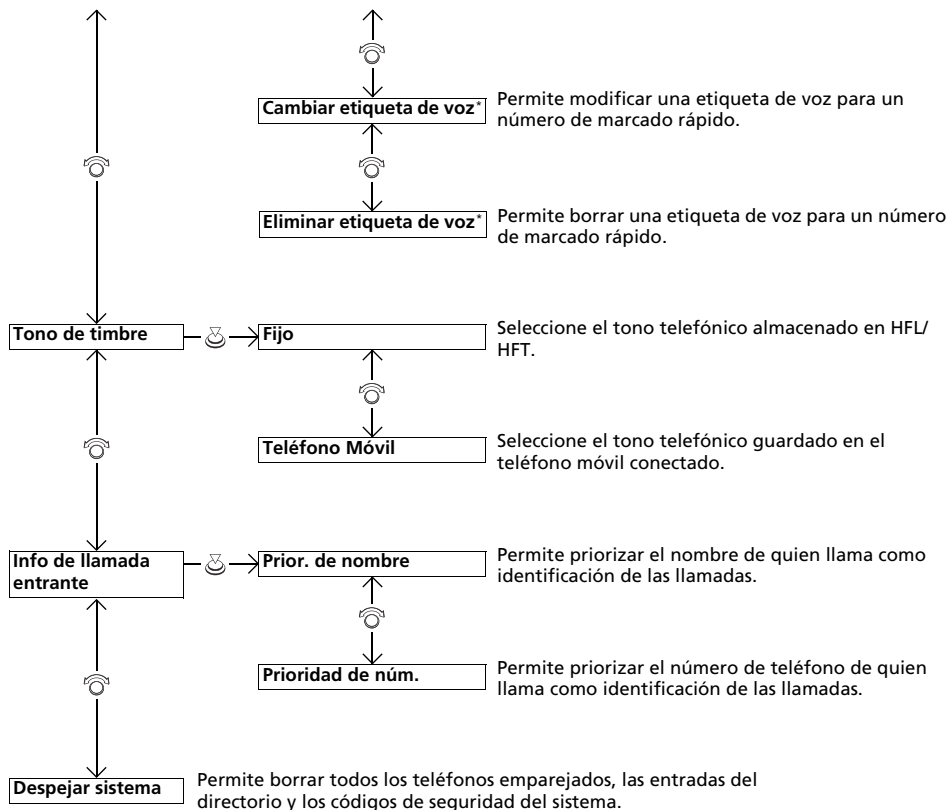 Cambiar etiqueta de voz*
Permite modificar una etiqueta de voz para un
número de marcado rápido.
Eliminar etiqueta de voz*
Permite borrar una etiqueta de voz para un número
de marcado rápido.
Tono de timbre
Fijo
Seleccione el tono telefónico almacenado en HFL/
HFT.
Teléfono Móvil
Seleccione el tono telefónico guardado en el
teléfono móvil conectado.
Info de llamada
entrante
Prior. de nombre
Permite priorizar el nombre de quien llama como
identificación de las llamadas.
Prioridad de núm.
Permite priorizar el número de teléfono de quien
llama como identificación de las llamadas.
Despejar sistema
Permite borrar todos los teléfonos emparejados, las entradas del
directorio y los códigos de seguridad del sistema.